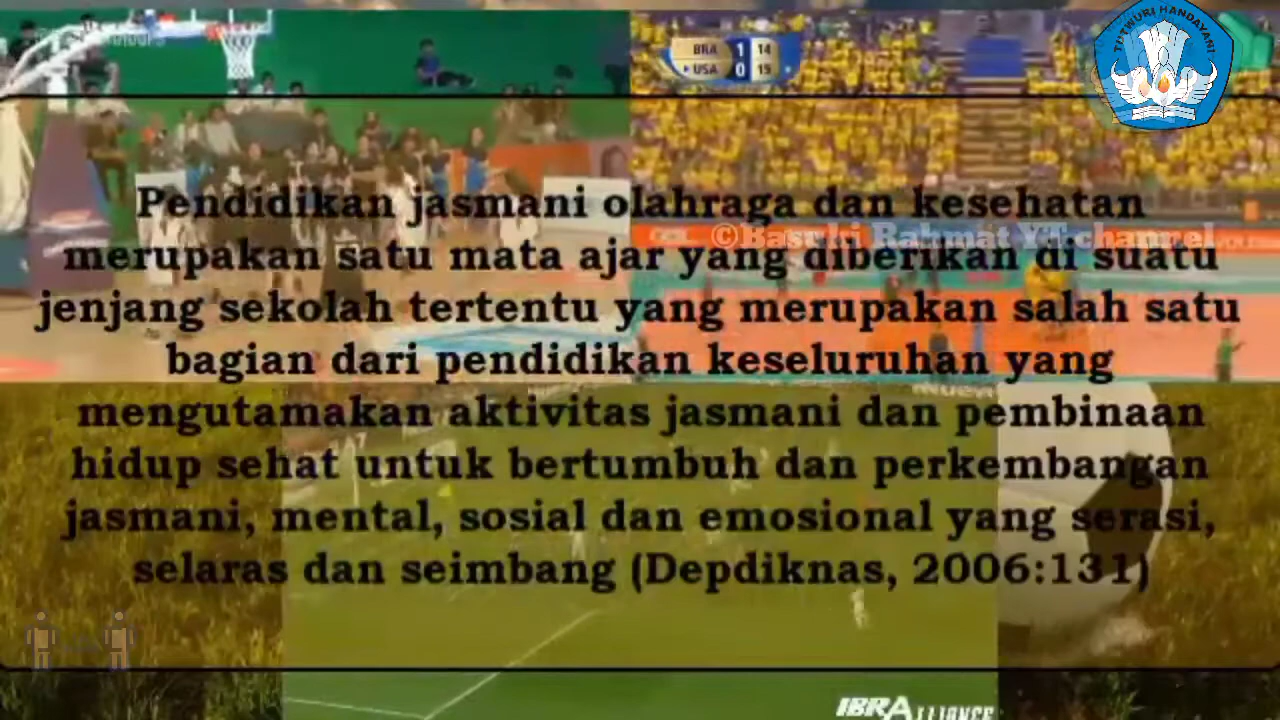 BRA 1 14
USA 0 15
TUTWURI HANDAYANI
Pendidikan jasmani olahraga dan kesehatan
©Basuki Rahmat YT channel
merupakan satu mata ajar yang diberikan di suatu
jenjang sekolah tertentu yang merupakan salah satu
bagian dari pendidikan keseluruhan yang
mengutamakan aktivitas jasmani dan pembinaan
hidup sehat untuk bertumbuh dan perkembangan
jasmani, mental, sosial dan emosional yang serasi,
selaras dan seimbang (Depdiknas, 2006:131)
IBRALLIANCE